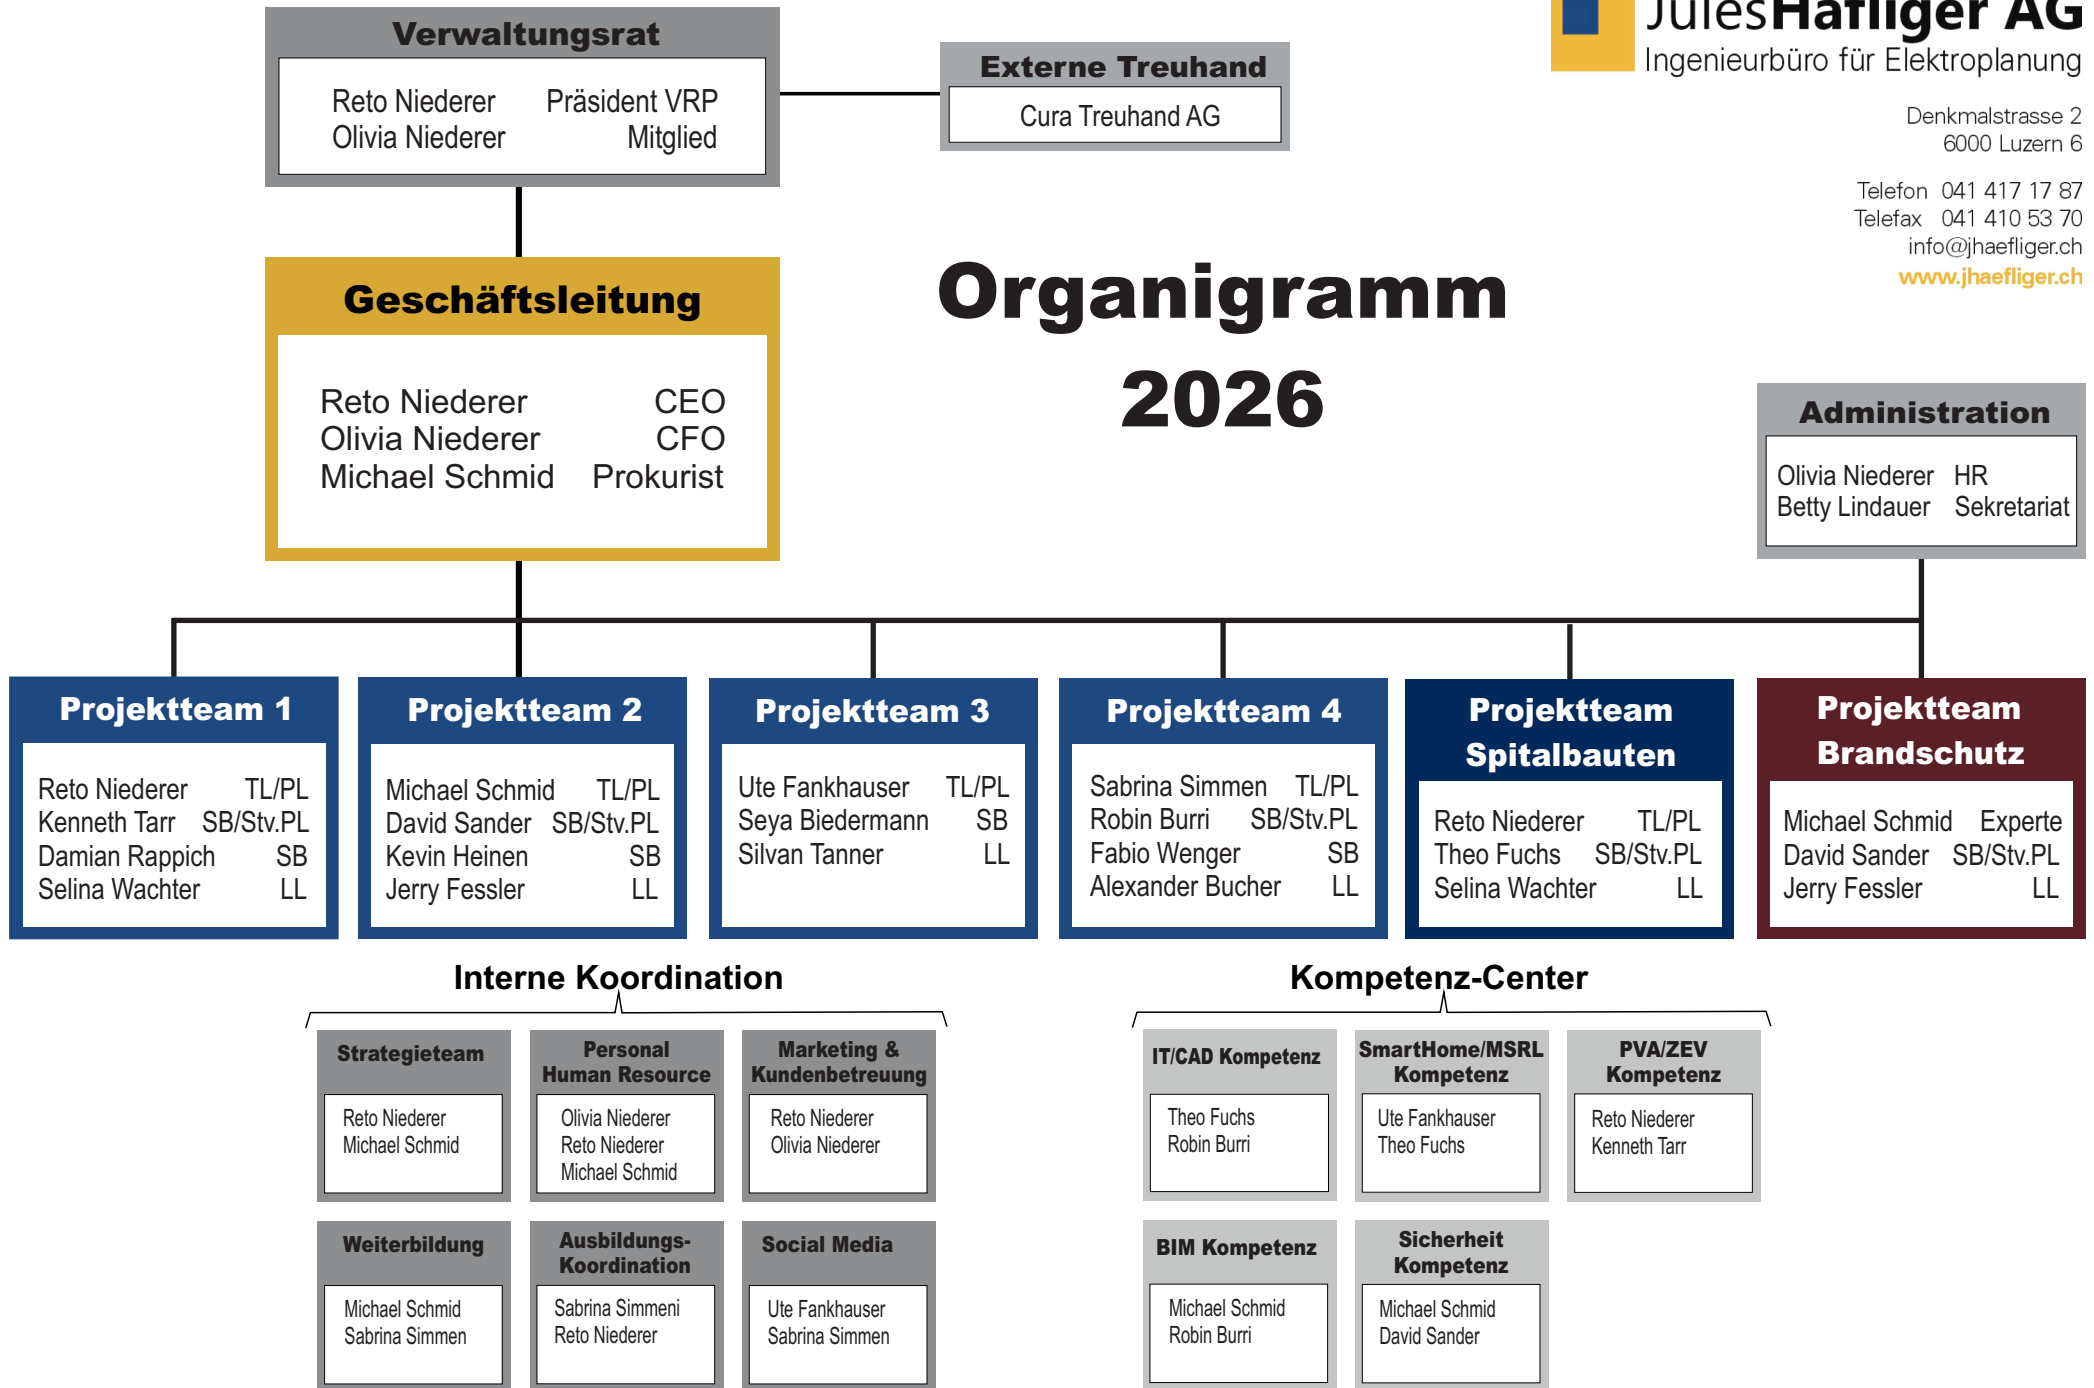 Verwaltungsrat
Reto Niederer Präsident VRP
Olivia Niederer Mitglied
Externe Treuhand
Cura Treuhand AG
JulesHäfliger AG
Ingenieurbüro für Elektroplanung
Denkmalstrasse 2
6000 Luzern 6
Telefon 041 417 17 87
Telefax 041 410 53 70
info@jhaefliger.ch
www.jhaefliger.ch
Organigramm
2026
Geschäftsleitung
Reto Niederer CEO
Olivia Niederer CFO
Michael Schmid Prokurist
Administration
Olivia Niederer HR
Betty Lindauer Sekretariat
Projektteam 1
Reto Niederer TL/PL
Kenneth Tarr SB/Stv.PL
Damian Rappich SB
Selina Wachter LL
Projektteam 2
Michael Schmid TL/PL
David Sander SB/Stv.PL
Kevin Heinen SB
Jerry Fessler LL
Projektteam 3
Ute Fankhauser TL/PL
Seya Biedermann SB
Silvan Tanner LL
Projektteam 4
Sabrina Simmen TL/PL
Robin Burri SB/Stv.PL
Fabio Wenger SB
Alexander Bucher LL
Projektteam
Spitalbauten
Reto Niederer TL/PL
Theo Fuchs SB/Stv.PL
Selina Wachter LL
Projektteam
Brandschutz
Michael Schmid Experte
David Sander SB/Stv.PL
Jerry Fessler LL
Interne Koordination
Strategieteam
Reto Niederer
Michael Schmid
Personal
Human Resource
Olivia Niederer
Reto Niederer
Michael Schmid
Marketing &
Kundenbetreuung
Reto Niederer
Olivia Niederer
Weiterbildung
Michael Schmid
Sabrina Simmen
Ausbildungs-
Koordination
Sabrina Simmeni
Reto Niederer
Social Media
Ute Fankhauser
Sabrina Simmen
Kompetenz-Center
IT/CAD Kompetenz
Theo Fuchs
Robin Burri
SmartHome/MSRL
Kompetenz
Ute Fankhauser
Theo Fuchs
PVA/ZEV
Kompetenz
Reto Niederer
Kenneth Tarr
BIM Kompetenz
Michael Schmid
Robin Burri
Sicherheit
Kompetenz
Michael Schmid
David Sander